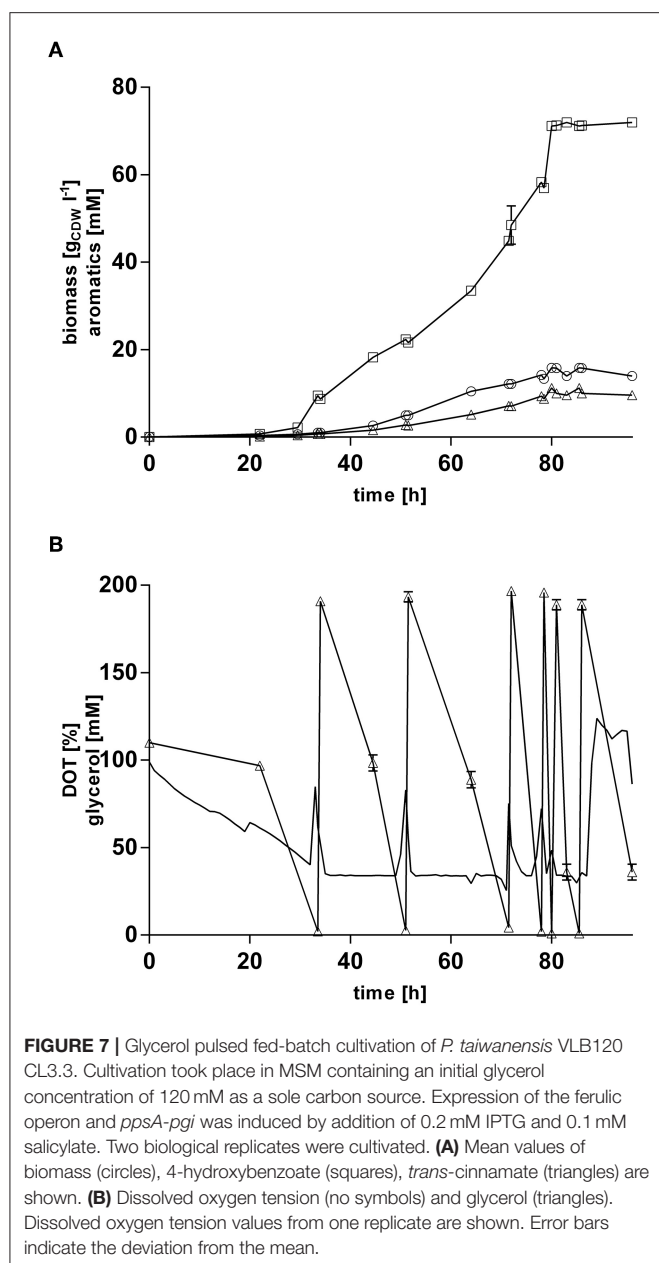 A
80
60
40
20
0
biomass [gCDW l-1]
aromatics [mM]
0 20 40 60 80
time [h]
B
200
150
100
50
0
DOT [%]
glycerol [mM]
0 20 40 60 80
time [h]
FIGURE 7 | Glycerol pulsed fed-batch cultivation of P. taiwanensis VLB120
CL3.3. Cultivation took place in MSM containing an initial glycerol
concentration of 120 mM as a sole carbon source. Expression of the ferulic
operon and ppsA-pgi was induced by addition of 0.2 mM IPTG and 0.1 mM
salicylate. Two biological replicates were cultivated. (A) Mean values of
biomass (circles), 4-hydroxybenzoate (squares), trans-cinnamate (triangles) are
shown. (B) Dissolved oxygen tension (no symbols) and glycerol (triangles).
Dissolved oxygen tension values from one replicate are shown. Error bars
indicate the deviation from the mean.